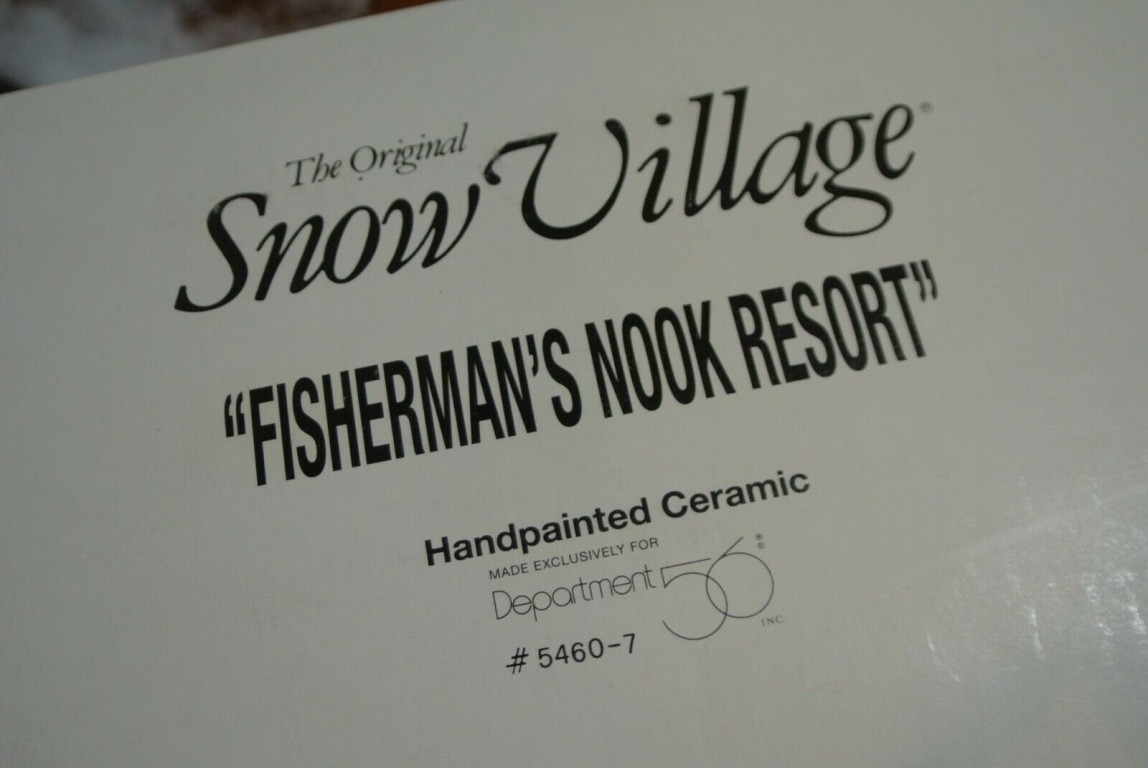 The Original
Snow Village®
“FISHERMAN’S NOOK RESORT”
Handpainted Ceramic
MADE EXCLUSIVELY FOR
Department 56® ©
INC.
# 5460-7